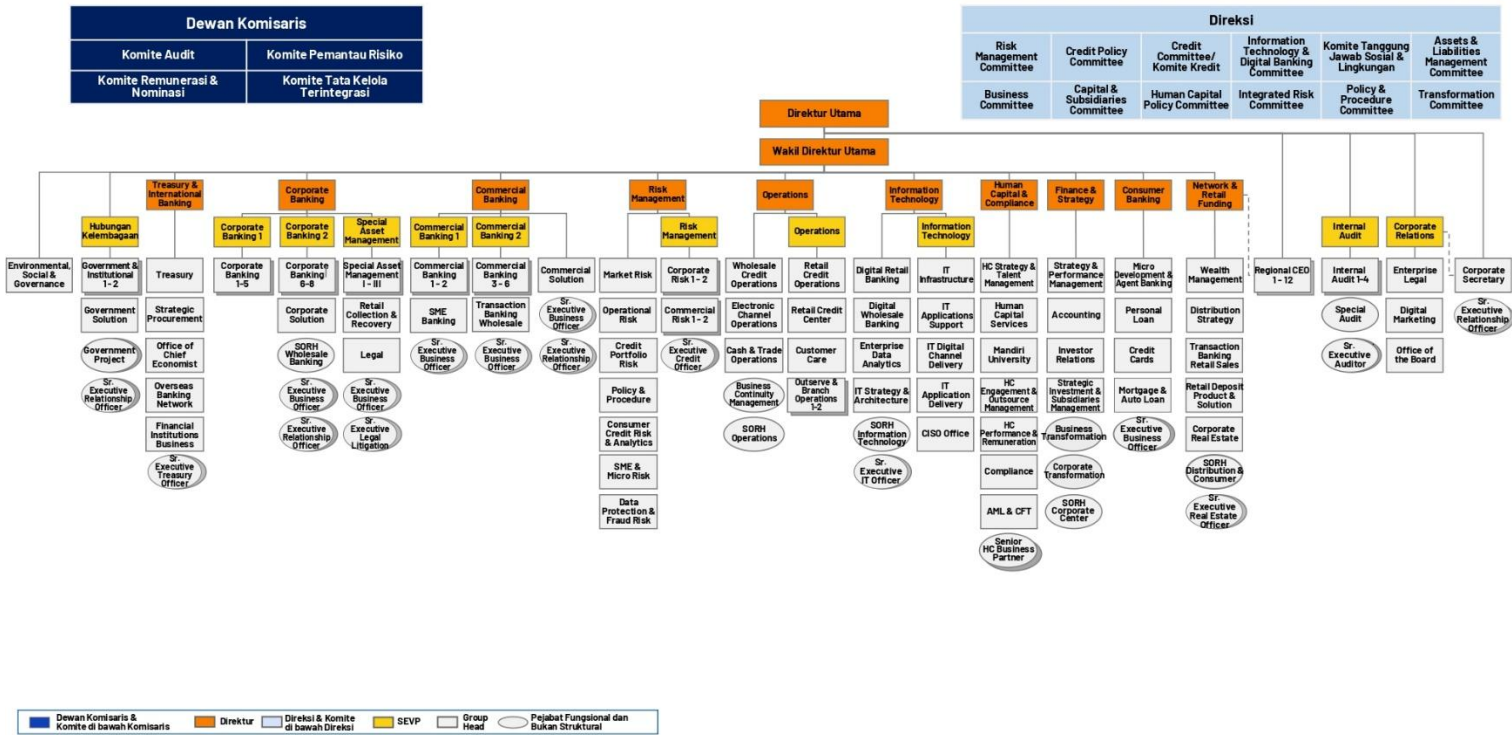 Dewan Komisaris
Komite Audit
Komite Pemantau Risiko
Komite Remunerasi &
Nominasi
Komite Tata Kelola
Terintegrasi
Direksi
Risk
Management
Committee
Credit Policy
Committee
Credit
Committee/
Komite Kredit
Information
Technology &
Digital Banking
Committee
Komite Tanggung
Jawab Sosial &
Lingkungan
Assets &
Liabilities
Management
Committee
Business
Committee
Capital &
Subsidiaries
Committee
Human Capital
Policy Committee
Integrated Risk
Committee
Policy &
Procedure
Committee
Transformation
Committee
Direktur Utama
Wakil Direktur Utama
Treasury &
International
Banking
Corporate
Banking
Commercial
Banking
Risk
Management
Operations
Information
Technology
Human
Capital &
Compliance
Finance &
Strategy
Consumer
Banking
Network &
Retail
Funding
Hubungan
Kelembagaan
Corporate
Banking 1
Corporate
Banking 2
Special
Asset
Management
Commercial
Banking 1
Commercial
Banking 2
Risk
Management
Operations
Information
Technology
Internal
Audit
Corporate
Relations
Environmental,
Social &
Governance
Government &
Institutional
1 - 2
Government
Solution
Government
Project
Sr.
Executive
Relationship
Officer
Treasury
Strategic
Procurement
Office of
Chief
Economist
Overseas
Banking
Network
Financial
Institutions
Business
Sr.
Executive
Treasury
Officer
Corporate
Banking
1-5
Corporate
Banking
6-8
Corporate
Solution
SORH
Wholesale
Banking
Sr.
Executive
Business
Officer
Sr.
Executive
Relationship
Officer
Special Asset
Management
I - III
Retail
Collection &
Recovery
Legal
Sr.
Executive
Business
Officer
Sr.
Executive
Legal
Litigation
Commercial
Banking
1 - 2
SME
Banking
Sr.
Executive
Business
Officer
Commercial
Banking
3 - 6
Transaction
Banking
Wholesale
Sr.
Executive
Business
Officer
Commercial
Solution
Sr.
Executive
Business
Officer
Sr.
Executive
Relationship
Officer
Market Risk
Operational
Risk
Credit
Portfolio
Risk
Policy &
Procedure
Consumer
Credit Risk
& Analytics
SME &
Micro Risk
Data
Protection &
Fraud Risk
Corporate
Risk 1 - 2
Commercial
Risk 1 - 2
Sr.
Executive
Credit
Officer
Wholesale
Credit
Operations
Electronic
Channel
Operations
Cash & Trade
Operations
Business
Continuity
Management
SORH
Operations
Retail
Credit
Operations
Retail Credit
Center
Customer
Care
Outserve &
Branch
Operations
1-2
Digital Retail
Banking
Digital
Wholesale
Banking
Enterprise
Data
Analytics
IT Strategy &
Architecture
SORH
Information
Technology
Sr.
Executive
IT Officer
IT
Infrastructure
IT
Applications
Support
IT Digital
Channel
Delivery
IT
Application
Delivery
CISO Office
HC Strategy &
Talent
Management
Human
Capital
Services
Mandiri
University
HC
Engagement &
Outsource
Management
HC
Performance &
Remuneration
Compliance
AML & CFT
Senior
HC Business
Partner
Strategy &
Performance
Management
Accounting
Investor
Relations
Strategic
Investment &
Subsidiaries
Management
Business
Transformation
Corporate
Transformation
SORH
Corporate
Center
Micro
Development &
Agent Banking
Personal
Loan
Credit
Cards
Mortgage &
Auto Loan
Sr.
Executive
Business
Officer
Wealth
Management
Distribution
Strategy
Transaction
Banking
Retail Sales
Retail Deposit
Product &
Solution
Corporate
Real Estate
SORH
Distribution &
Consumer
Sr.
Executive
Real Estate
Officer
Regional CEO
1 - 12
Internal
Audit 1-4
Special
Audit
Sr.
Executive
Auditor
Enterprise
Legal
Digital
Marketing
Office of
the Board
Corporate
Secretary
Sr.
Executive
Relationship
Officer
Dewan Komisaris &
Komite di bawah Komisaris
Direktur
Direksi & Komite
di bawah Direksi
SEVP
Group
Head
Pejabat Fungsional dan
Bukan Struktural